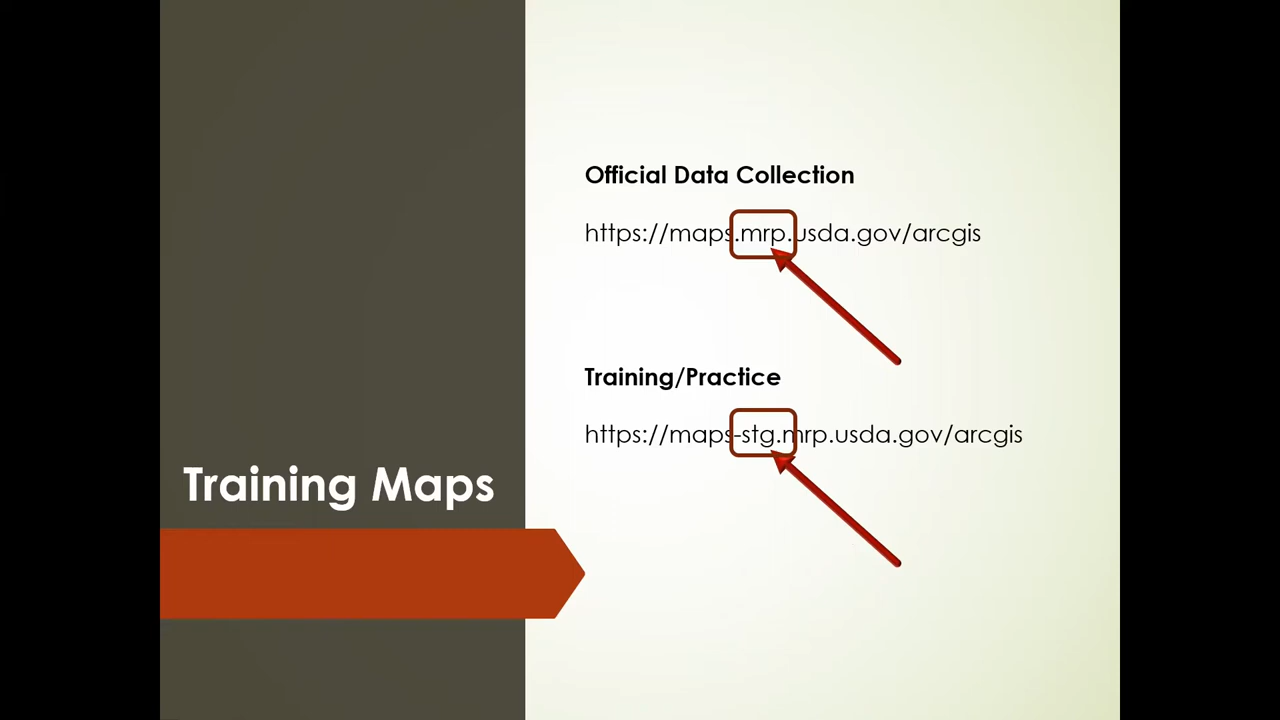 Official Data Collection
https://maps.mrp.usda.gov/arcgis
Training/Practice
https://maps-stg.mrp.usda.gov/arcgis
Training Maps